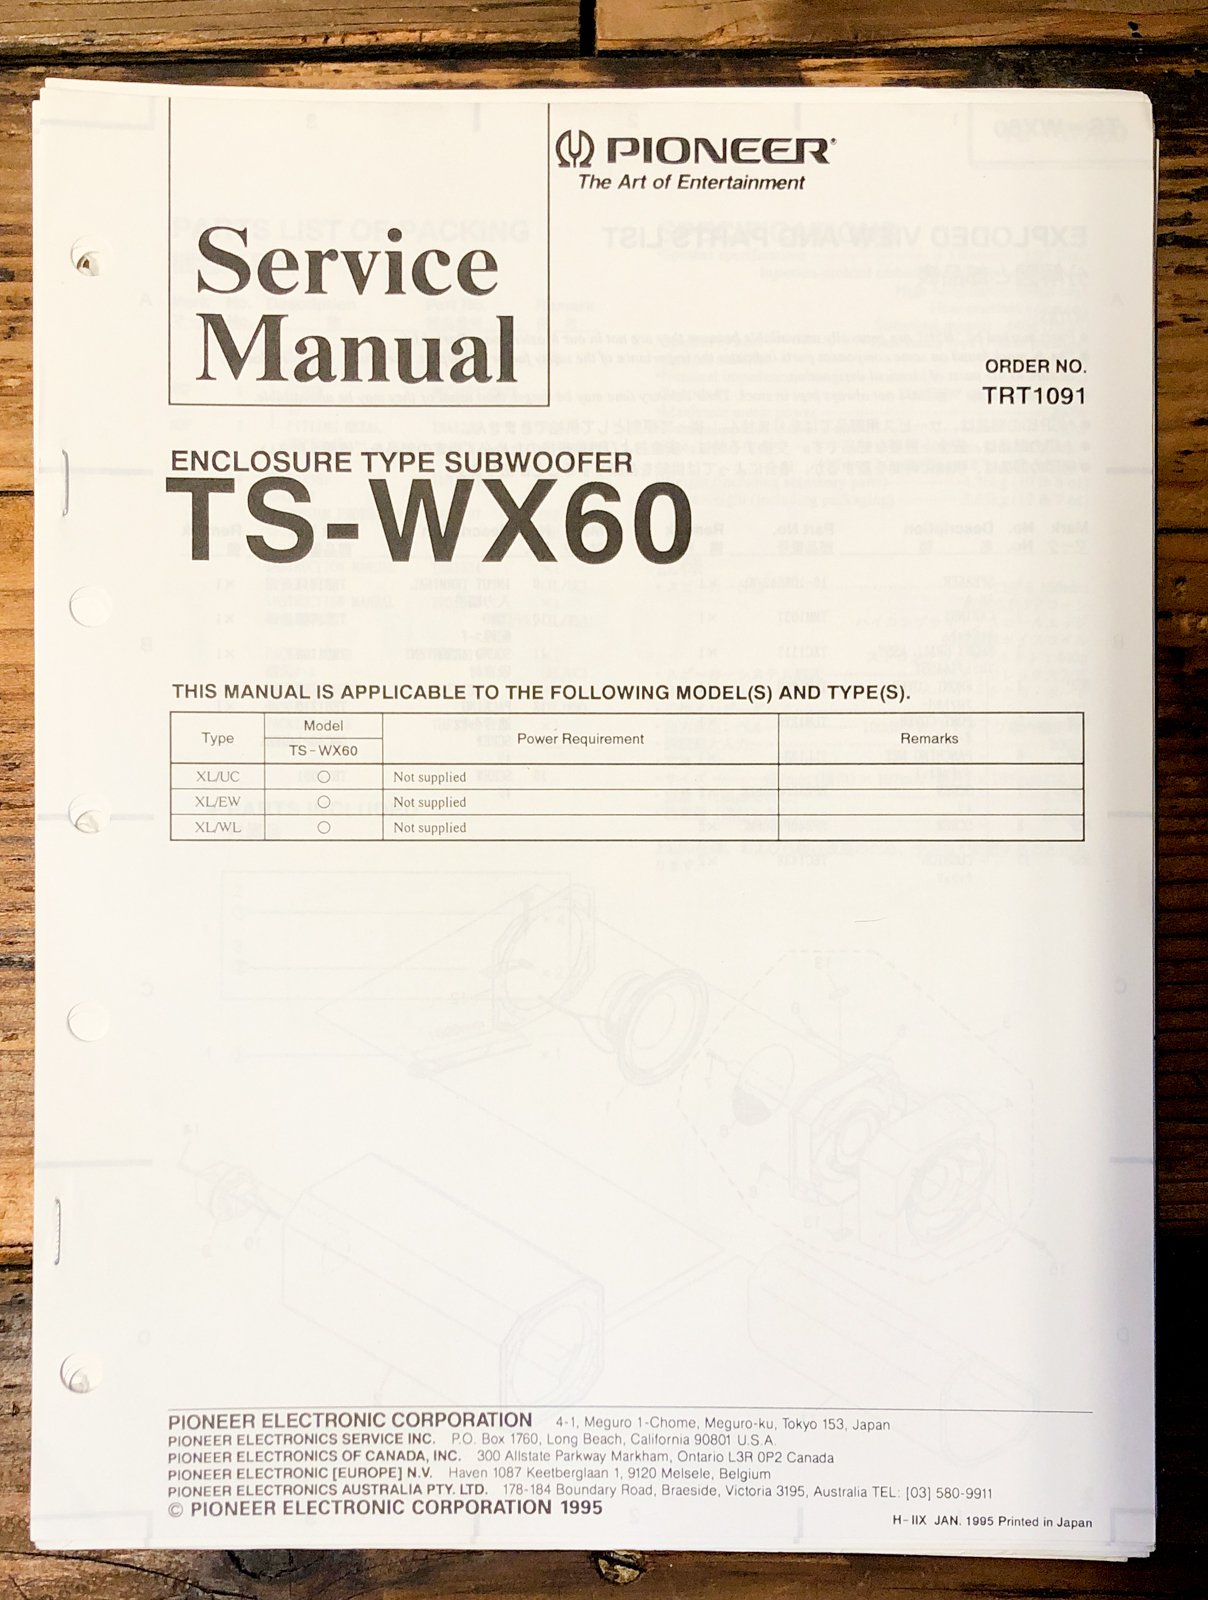 PIONEER
The Art of Entertainment
Service
Manual
ORDER NO.
TRT1091
ENCLOSURE TYPE SUBWOOFER
TS-WX60
THIS MANUAL IS APPLICABLE TO THE FOLLOWING MODEL(S) AND TYPE(S).
Type Model Power Requirement Remarks
TS-WX60
XL/UC ○ Not supplied
XL/EW ○ Not supplied
XL/WL ○ Not supplied
PIONEER ELECTRONIC CORPORATION 4-1, Meguro 1-Chome, Meguro-ku, Tokyo 153, Japan
PIONEER ELECTRONICS SERVICE INC. P.O. Box 1760, Long Beach, California 90801 U.S.A.
PIONEER ELECTRONICS OF CANADA, INC. 300 Allstate Parkway Markham, Ontario L3R 0P2 Canada
PIONEER ELECTRONIC [EUROPE] N.V. Haven 1087 Keetberglaan 1, 9120 Melsele, Belgium
PIONEER ELECTRONICS AUSTRALIA PTY. LTD. 178-184 Boundary Road, Braeside, Victoria 3195, Australia TEL: [03] 580-9911
© PIONEER ELECTRONIC CORPORATION 1995
H-IIX JAN. 1995 Printed in Japan